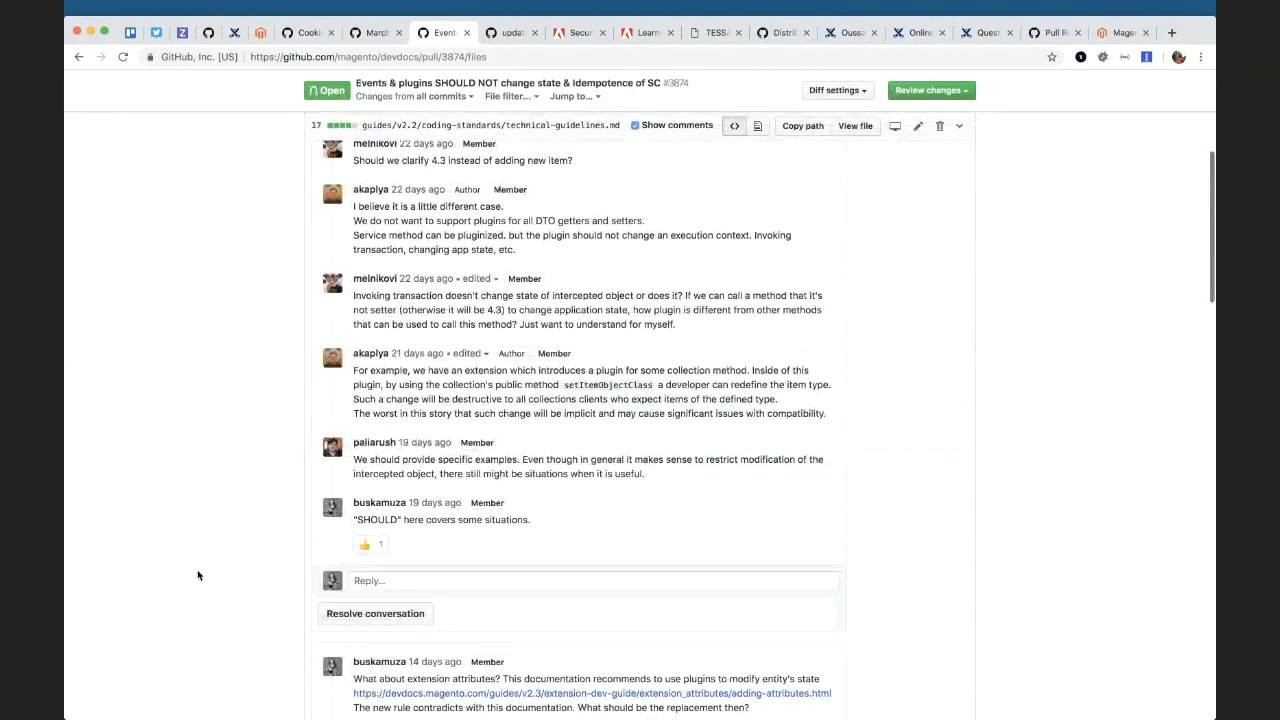 Cooki
March
Event
updat
Secur
Learn
TESSA
Distril
Oussa
Online
Quest
Pull Re
Magen
GitHub, Inc. [US]
https://github.com/magento/devdocs/pull/3874/files
Open
Events & plugins SHOULD NOT change state & Idempotence of SC #3874
Changes from all commits
File filter...
Jump to...
Diff settings
Review changes
17
guides/v2.2/coding-standards/technical-guidelines.md
Show comments
Copy path
View file
melnikovi 22 days ago Member
Should we clarify 4.3 instead of adding new item?
akaplya 22 days ago Author Member
I believe it is a little different case.
We do not want to support plugins for all DTO getters and setters.
Service method can be pluginized. but the plugin should not change an execution context. Invoking
transaction, changing app state, etc.
melnikovi 22 days ago • edited Member
Invoking transaction doesn't change state of intercepted object or does it? If we can call a method that it's
not setter (otherwise it will be 4.3) to change application state, how plugin is different from other methods
that can be used to call this method? Just want to understand for myself.
akaplya 21 days ago • edited Author Member
For example, we have an extension which introduces a plugin for some collection method. Inside of this
plugin, by using the collection's public method setItemObjectClass a developer can redefine the item type.
Such a change will be destructive to all collections clients who expect items of the defined type.
The worst in this story that such change will be implicit and may cause significant issues with compatibility.
paliarush 19 days ago Member
We should provide specific examples. Even though in general it makes sense to restrict modification of the
intercepted object, there still might be situations when it is useful.
buskamuza 19 days ago Member
"SHOULD" here covers some situations.
1
Reply...
Resolve conversation
buskamuza 14 days ago Member
What about extension attributes? This documentation recommends to use plugins to modify entity's state
https://devdocs.magento.com/guides/v2.3/extension-dev-guide/extension_attributes/adding-attributes.html
The new rule contradicts with this documentation. What should be the replacement then?